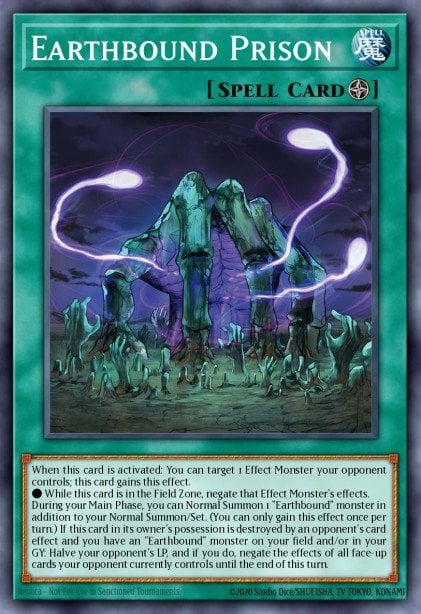 EARTHBOUND PRISON
SPELL
魔
[SPELL CARD]
When this card is activated: You can target 1 Effect Monster your opponent
controls; this card gains this effect.
● While this card is in the Field Zone, negate that Effect Monster's effects.
During your Main Phase, you can Normal Summon 1 "Earthbound" monster in
addition to your Normal Summon/Set. (You can only gain this effect once per
turn.) If this card in its owner's possession is destroyed by an opponent's card
effect and you have an "Earthbound" monster on your field and/or in your
GY: Halve your opponent's LP, and if you do, negate the effects of all face-up
cards your opponent currently controls until the end of this turn.
Replica - Not For Use in Sanctioned Tournaments
©2020 Studio Dice/SHUEISHA, TV TOKYO, KONAMI